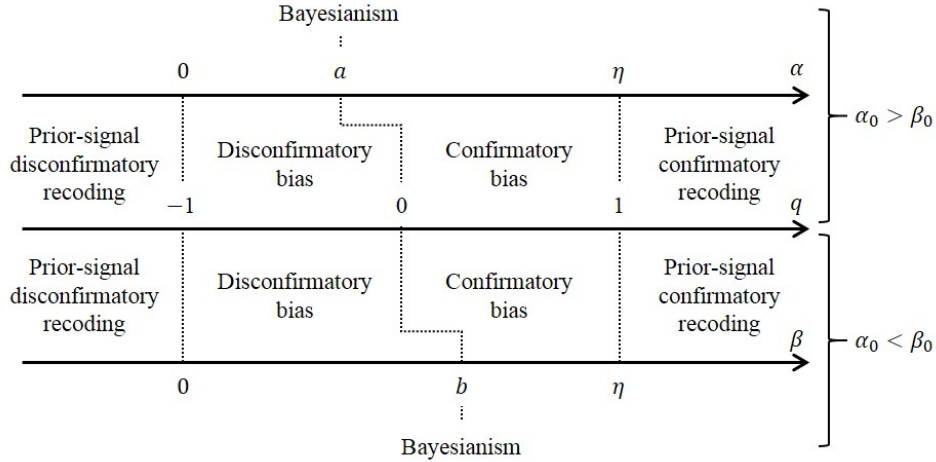 Bayesianism
0 a η α
Prior-signal disconfirmatory recoding
Disconfirmatory bias
Confirmatory bias
Prior-signal confirmatory recoding
α₀ > β₀
−1 0 1 q
Prior-signal disconfirmatory recoding
Disconfirmatory bias
Confirmatory bias
Prior-signal confirmatory recoding
α₀ < β₀
β
0 b η
Bayesianism